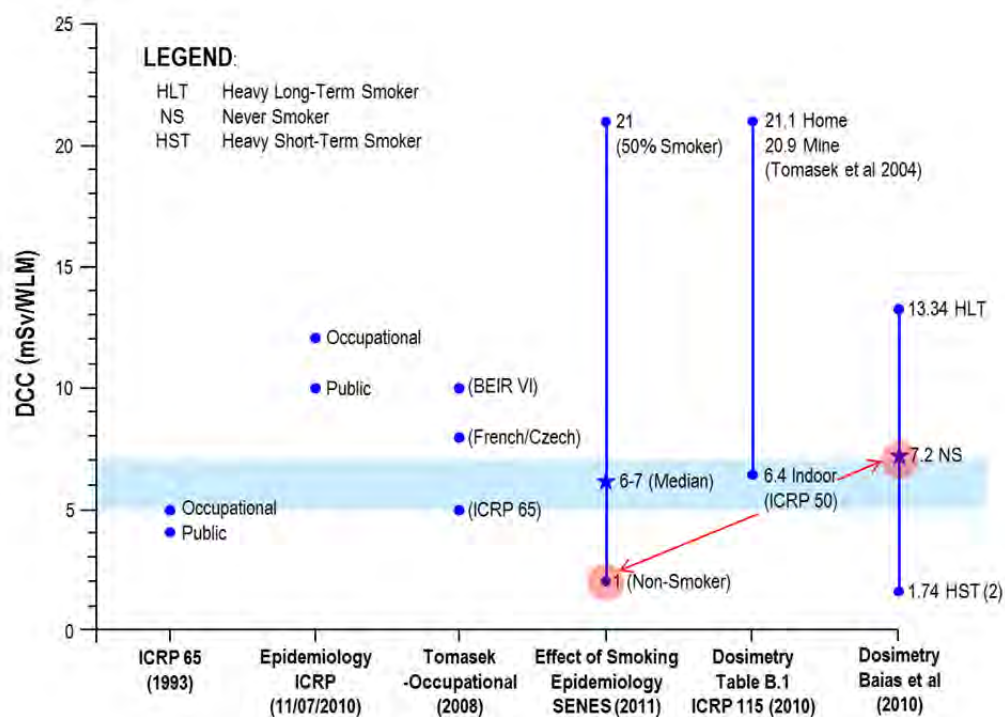 25
20
15
10
5
0
DCC (mSv/WLM)
LEGEND:
HLT Heavy Long-Term Smoker
NS Never Smoker
HST Heavy Short-Term Smoker
Occupational
Public
Occupational
Public
(BEIR VI)
(French/Czech)
(ICRP 65)
21
(50% Smoker)
6-7 (Median)
1 (Non-Smoker)
21.1 Home
20.9 Mine
(Tomasek et al 2004)
6.4 Indoor
(ICRP 50)
13.34 HLT
7.2 NS
1.74 HST (2)
ICRP 65
(1993)
Epidemiology
ICRP
(11/07/2010)
Tomasek
-Occupational
(2008)
Effect of Smoking
Epidemiology
SENES (2011)
Dosimetry
Table B.1
ICRP 115 (2010)
Dosimetry
Baias et al
(2010)